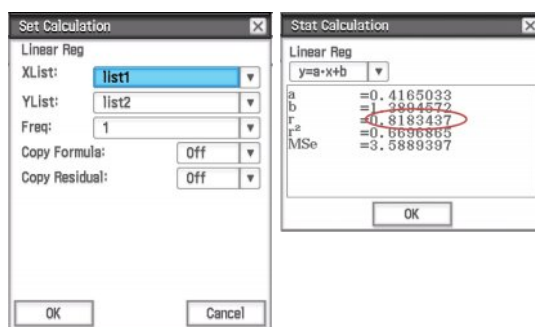 Set Calculation
Linear Reg
XList: list1
YList: list2
Freq: 1
Copy Formula: Off
Copy Residual: Off
OK Cancel
Stat Calculation
Linear Reg
y=a•x+b
a =0.4165033
b =1.3894572
r =0.8183437
r² =0.6696865
MSe =3.5889397
OK